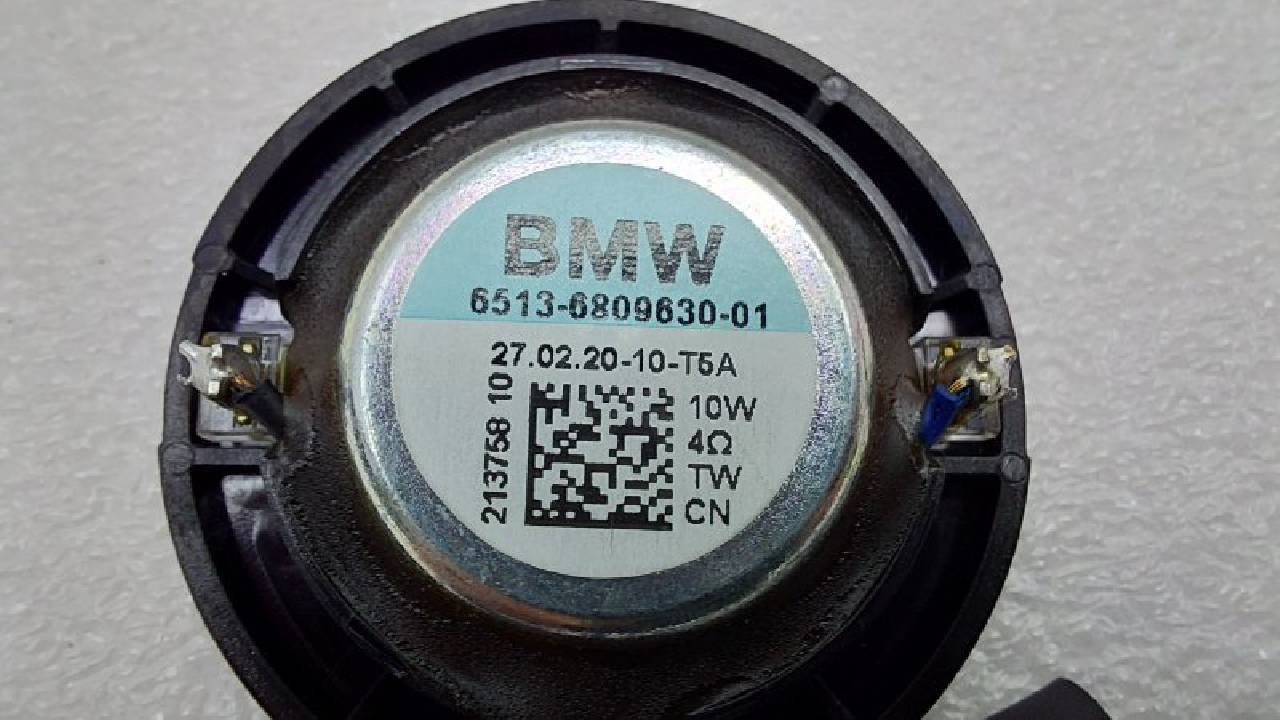 BMW
6513-6809630-01
27.02.20-10-T5A
213758 10
10W
4Ω
TW
CN